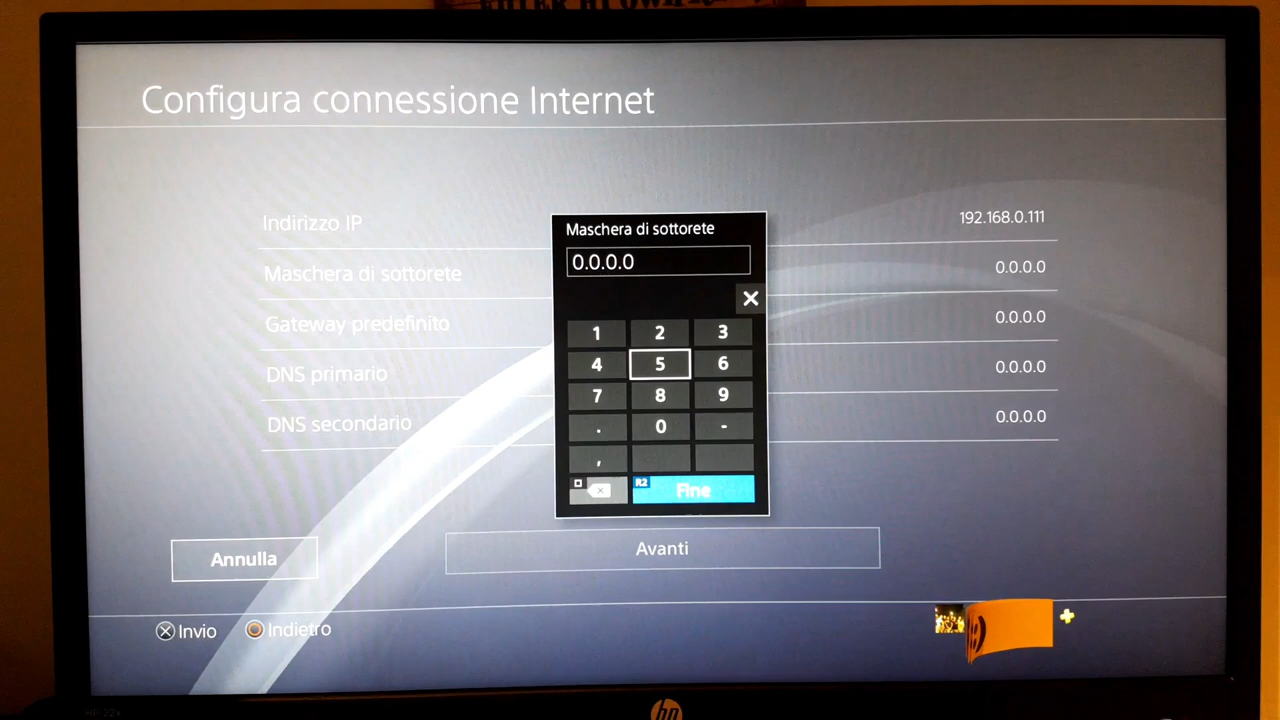 Configura connessione Internet
Indirizzo IP
192.168.0.111
Maschera di sottorete
0.0.0.0
Gateway predefinito
0.0.0.0
DNS primario
0.0.0.0
DNS secondario
0.0.0.0
Maschera di sottorete
0.0.0.0
1 2 3
4 5 6
7 8 9
. 0 -
,
R2 Fine
Annulla
Avanti
Invio
Indietro
hp